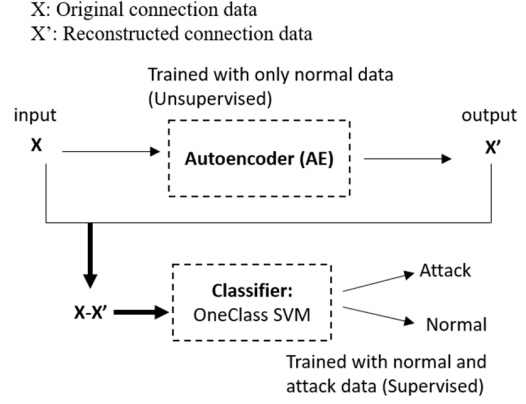 X: Original connection data
X’: Reconstructed connection data
Trained with only normal data
(Unsupervised)
input
output
X
Autoencoder (AE)
X’
Classifier:
OneClass SVM
Attack
X-X’
Normal
Trained with normal and
attack data (Supervised)